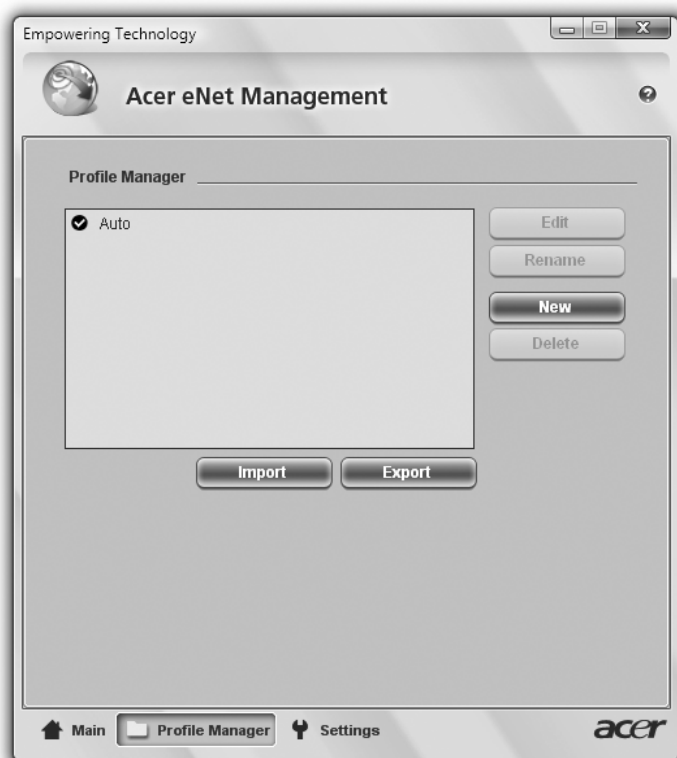 Empowering Technology
Acer eNet Management
Profile Manager
Auto
Edit
Rename
New
Delete
Import
Export
Main
Profile Manager
Settings
acer